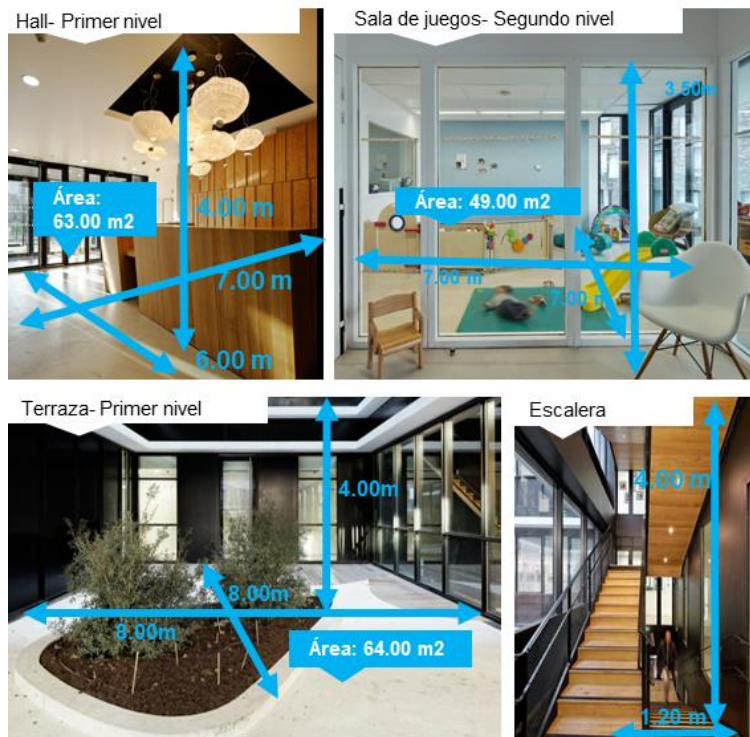 Hall- Primer nivel
Sala de juegos- Segundo nivel
3.50m
Área:
63.00 m2
4.00 m
Área: 49.00 m2
7.00 m
7.00 m
7.00 m
6.00 m
Terraza- Primer nivel
Escalera
4.00m
4.00 m
8.00m
8.00m
Área: 64.00 m2
1.20 m